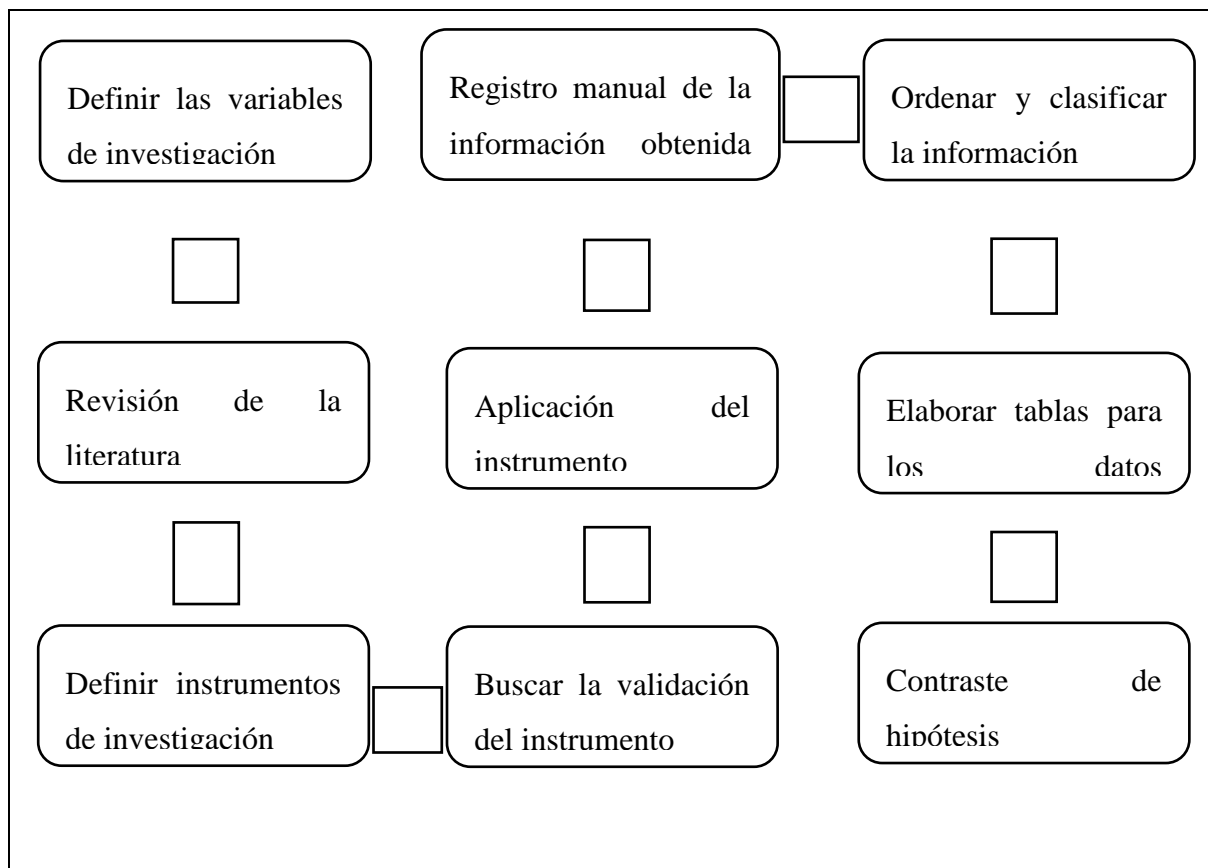 Definir las variables
de investigación
Registro manual de la
información obtenida
Ordenar y clasificar
la información
Revisión de la
literatura
Aplicación del
instrumento
Elaborar tablas para
los datos
Definir instrumentos
de investigación
Buscar la validación
del instrumento
Contraste de
hipótesis